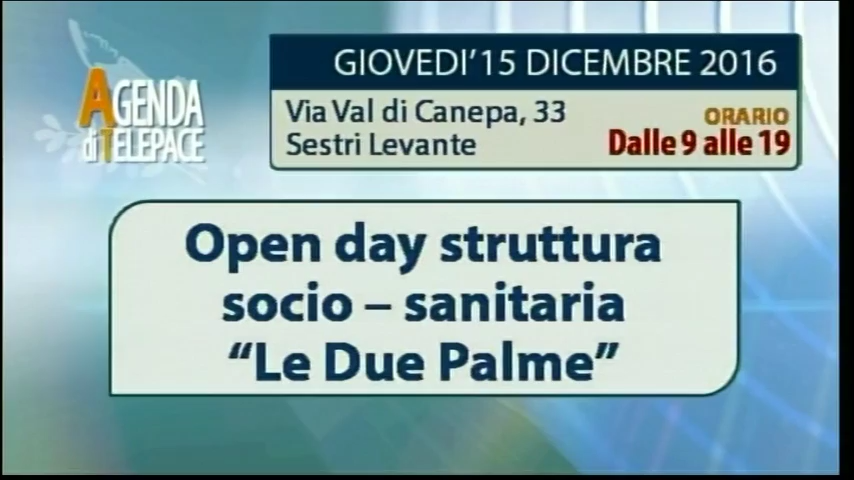 AGENDA
di TELEPACE
GIOVEDI'15 DICEMBRE 2016
Via Val di Canepa, 33
Sestri Levante
ORARIO
Dalle 9 alle 19
Open day struttura
socio – sanitaria
“Le Due Palme”